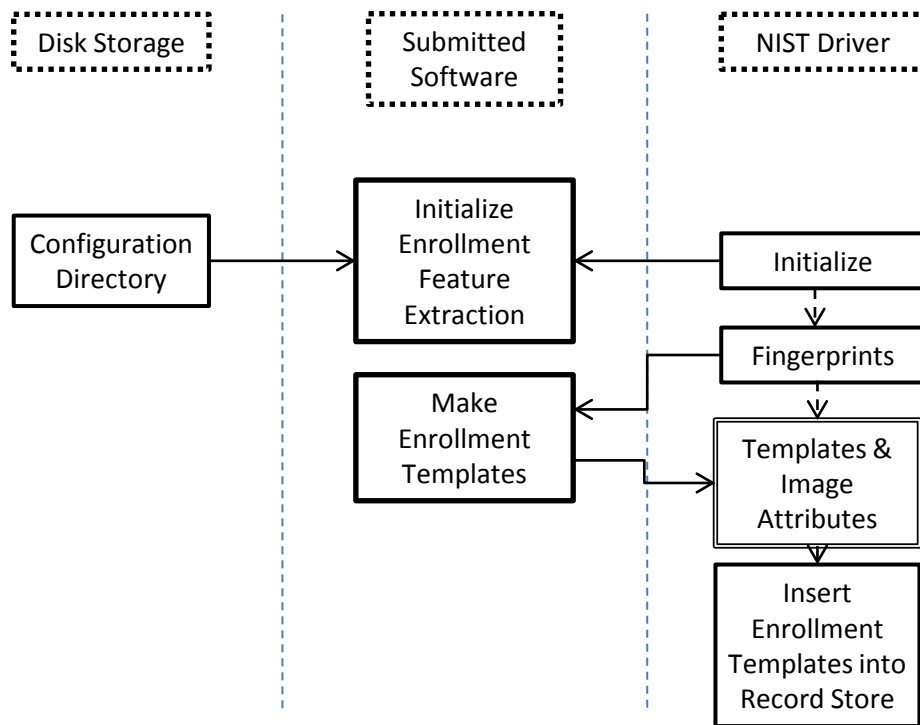 Disk Storage
Submitted
Software
NIST Driver
Configuration
Directory
Initialize
Enrollment
Feature
Extraction
Initialize
Fingerprints
Make
Enrollment
Templates
Templates &
Image
Attributes
Insert
Enrollment
Templates into
Record Store